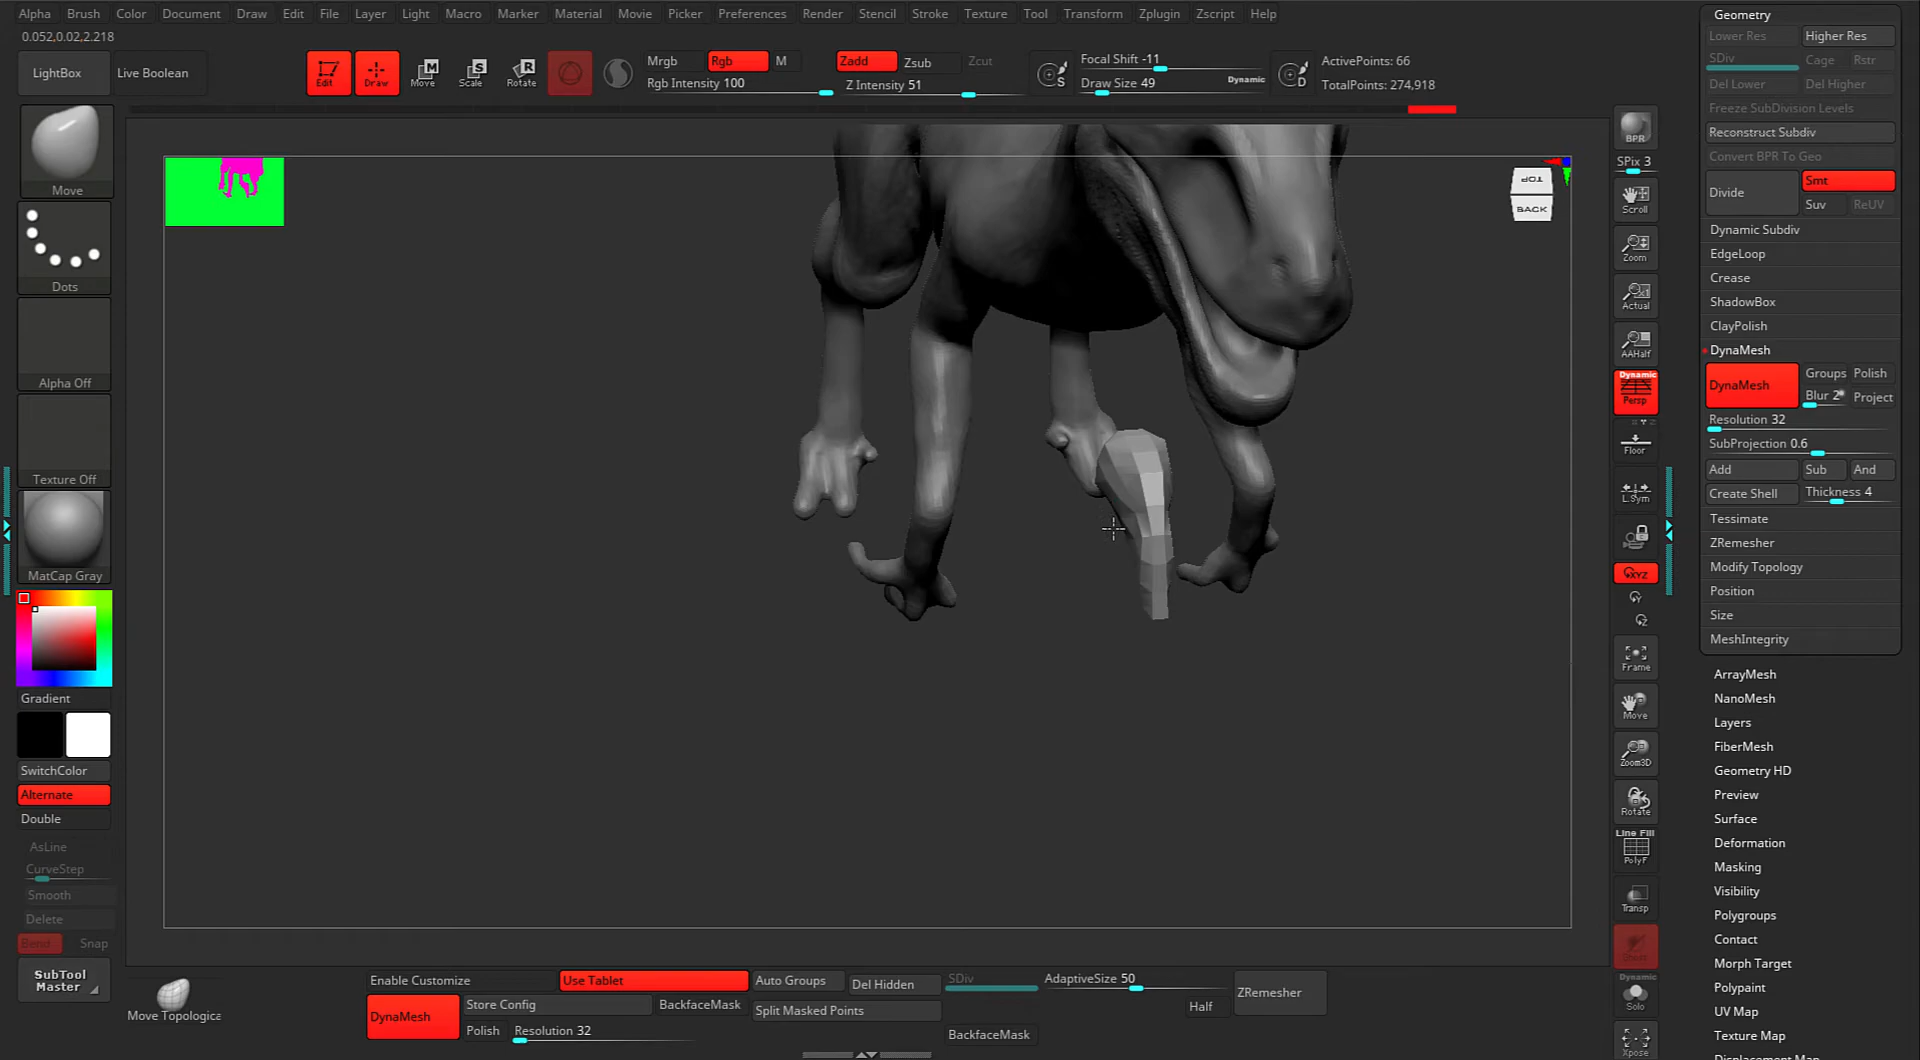 Alpha Brush Color Document Draw Edit File Layer Light Macro Marker Material Movie Picker Preferences Render Stencil Stroke Texture Tool Transform Zplugin Zscript Help
0.052,0.02,2.218
LightBox
Live Boolean
Edit
Draw
Move
Scale
Rotate
Mrgb
Rgb
M
Rgb Intensity 100
Zadd
Zsub
Zcut
Z Intensity 51
Focal Shift -11
Draw Size 49
Dynamic
ActivePoints: 66
TotalPoints: 274,918
Move
Dots
Alpha Off
Texture Off
MatCap Gray
Gradient
SwitchColor
Alternate
Double
AsLine
CurveStep
Smooth
Delete
Bend
Snap
SubTool
Master
Move Topologica
TOP
BACK
BPR
SPix 3
Scroll
Zoom
Actual
AAHalf
Dynamic
Persp
Floor
L.Sym
XYZ
Frame
Move
Zoom3D
Rotate
Line Fill
PolyF
Transp
Dynamic
Solo
Xpose
Geometry
Lower Res
Higher Res
SDiv
Cage
Rstr
Del Lower
Del Higher
Freeze SubDivision Levels
Reconstruct Subdiv
Convert BPR To Geo
Divide
Smt
Suv
ReUV
Dynamic Subdiv
EdgeLoop
Crease
ShadowBox
ClayPolish
DynaMesh
DynaMesh
Groups
Polish
Blur 2
Project
Resolution 32
SubProjection 0.6
Add
Sub
And
Create Shell
Thickness 4
Tessimate
ZRemesher
Modify Topology
Position
Size
MeshIntegrity
ArrayMesh
NanoMesh
Layers
FiberMesh
Geometry HD
Preview
Surface
Deformation
Masking
Visibility
Polygroups
Contact
Morph Target
Polypaint
UV Map
Texture Map
Displacement Map
Enable Customize
Use Tablet
Auto Groups
Del Hidden
SDiv
AdaptiveSize 50
ZRemesher
Half
DynaMesh
Store Config
BackfaceMask
Split Masked Points
Polish
Resolution 32
BackfaceMask